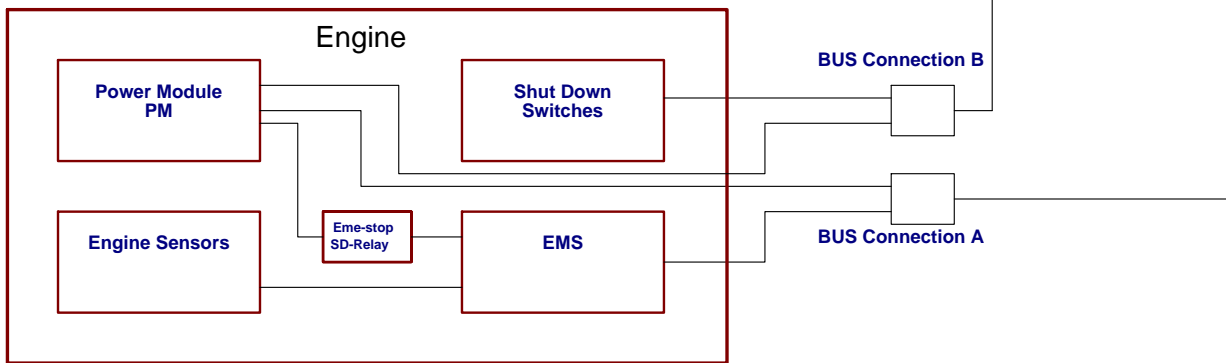 Engine
BUS Connection B
Power Module
PM
Shut Down
Switches
Engine Sensors
Eme-stop
SD-Relay
EMS
BUS Connection A